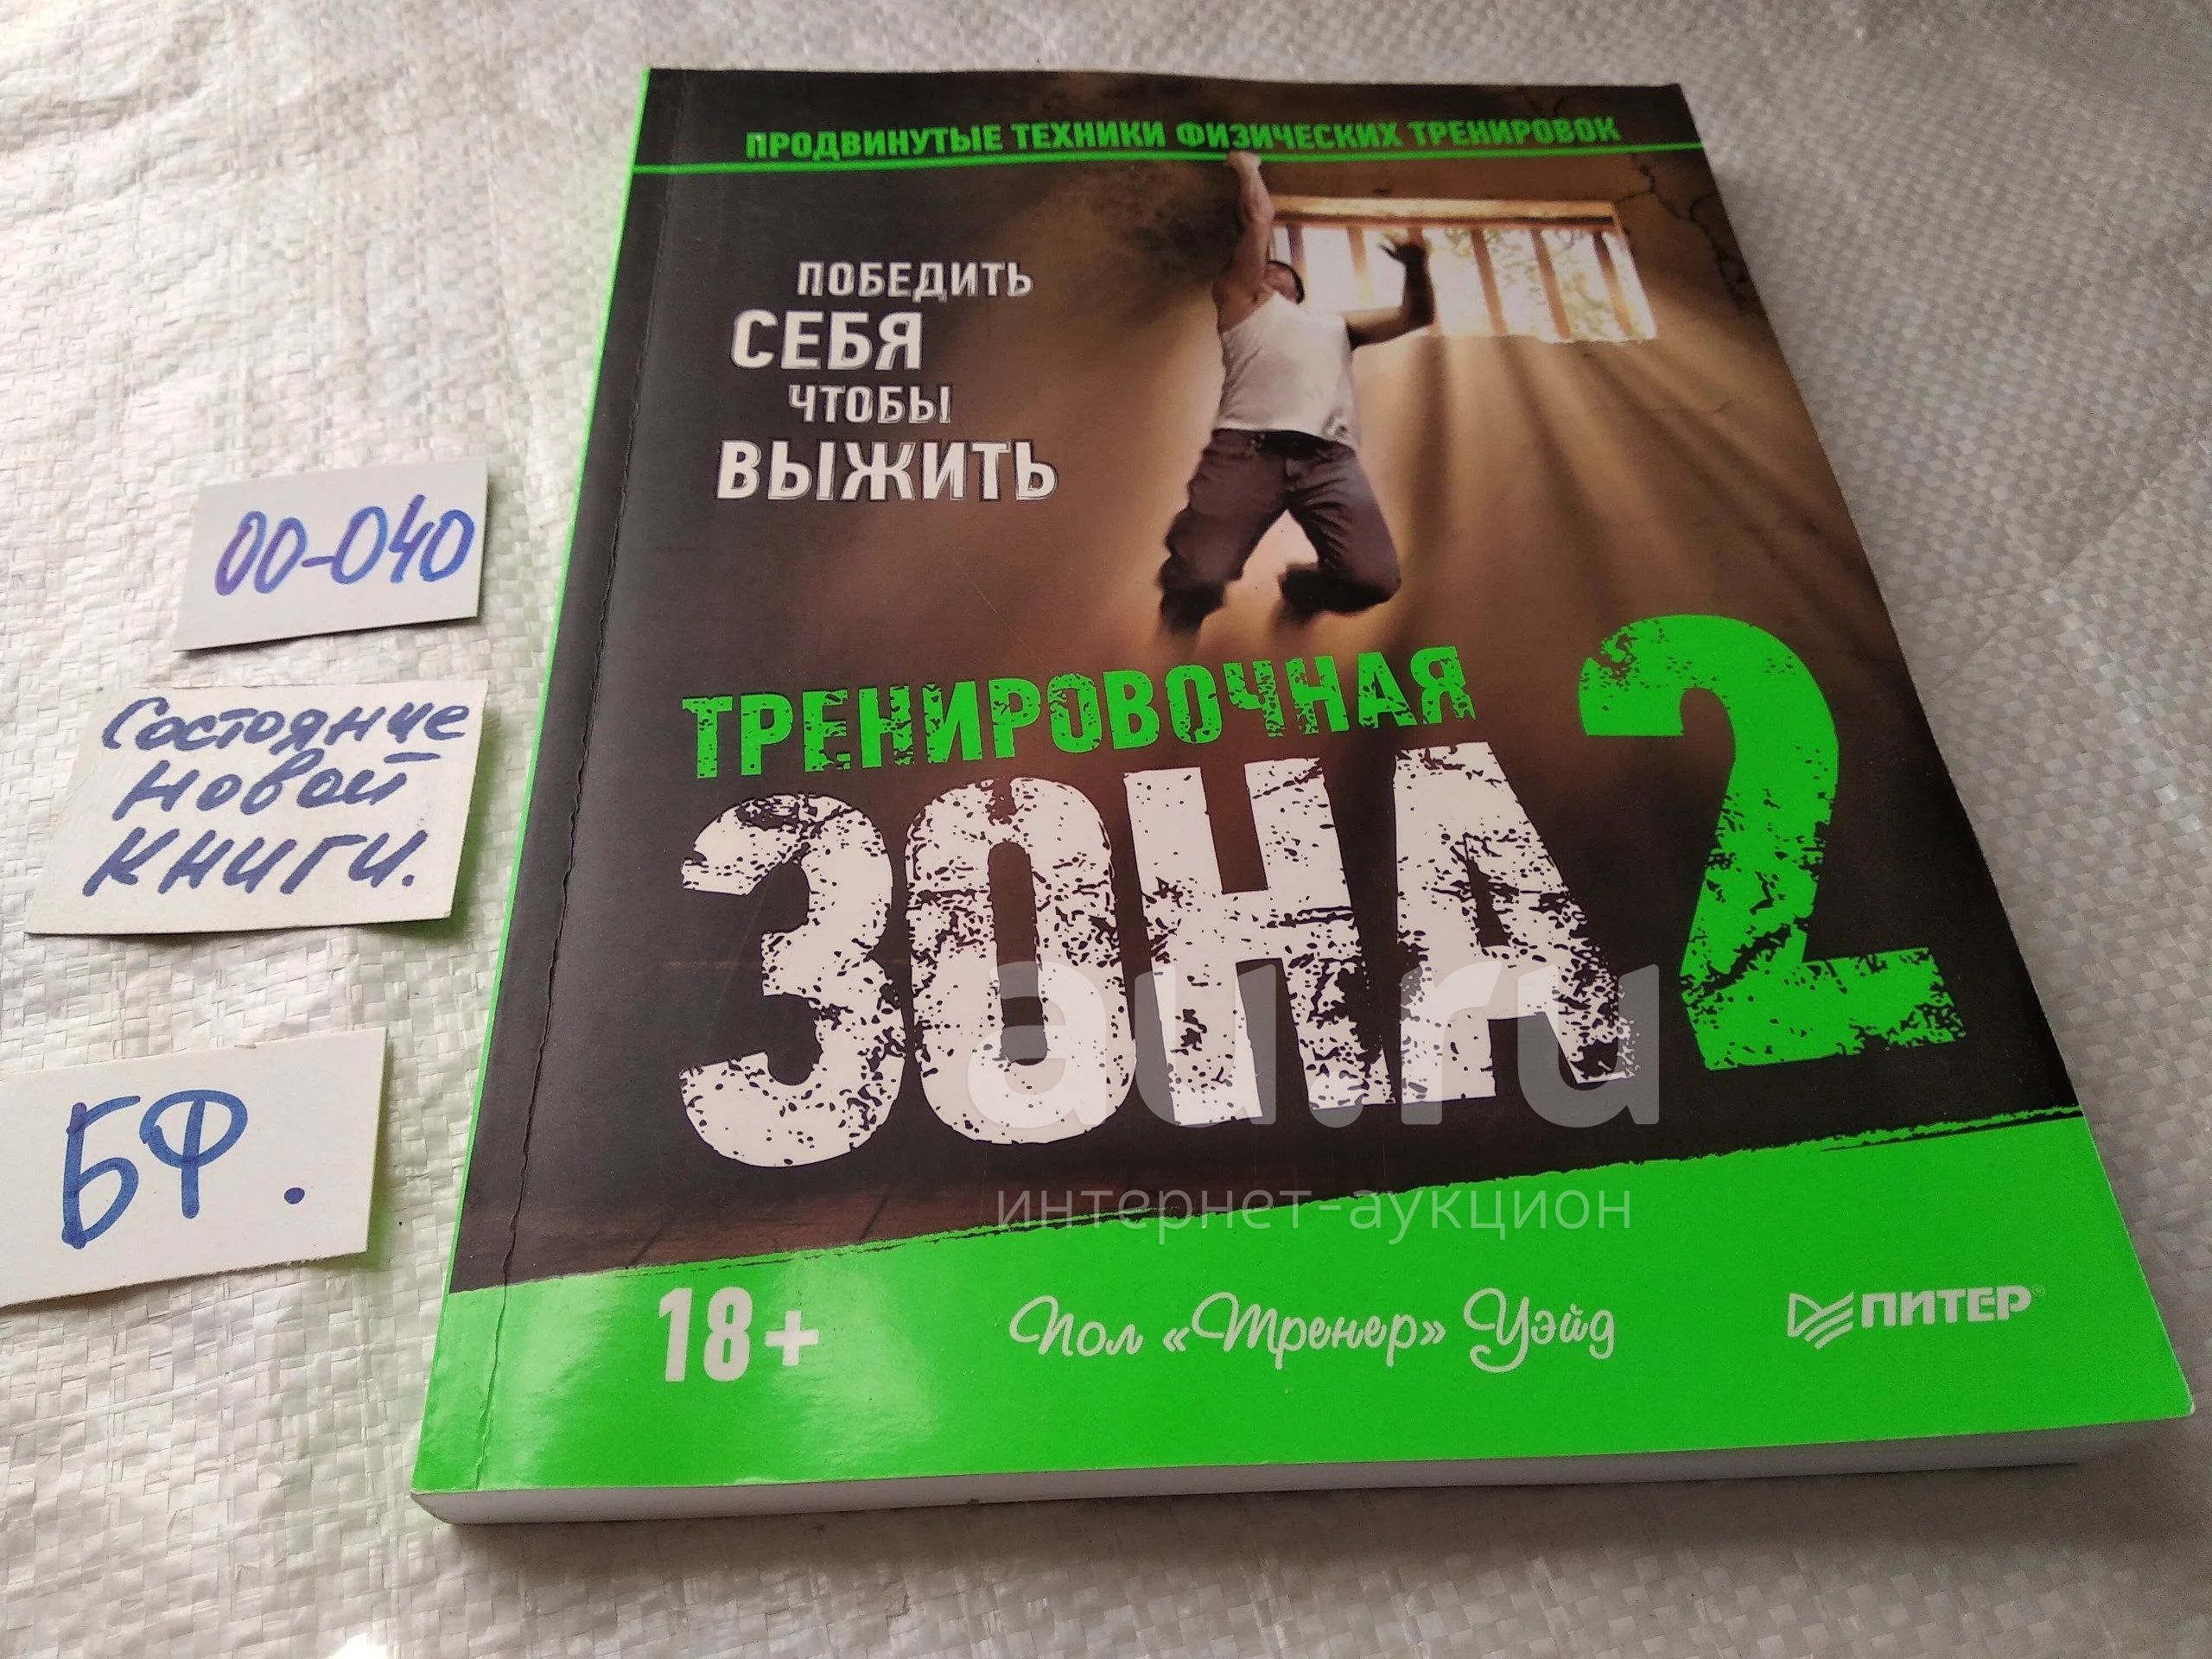 ПРОДВИНУТЫЕ ТЕХНИКИ ФИЗИЧЕСКИХ ТРЕНИРОВОК
ПОБЕДИТЬ
СЕБЯ
ЧТОБЫ
ВЫЖИТЬ
ТРЕНИРОВОЧНАЯ
ЗОНА 2
18+
Пол «Тренер» Уэйд
ПИТЕР®
00-040
Состояние
новой
книги.
БФ.
au.ru
интернет-аукцион